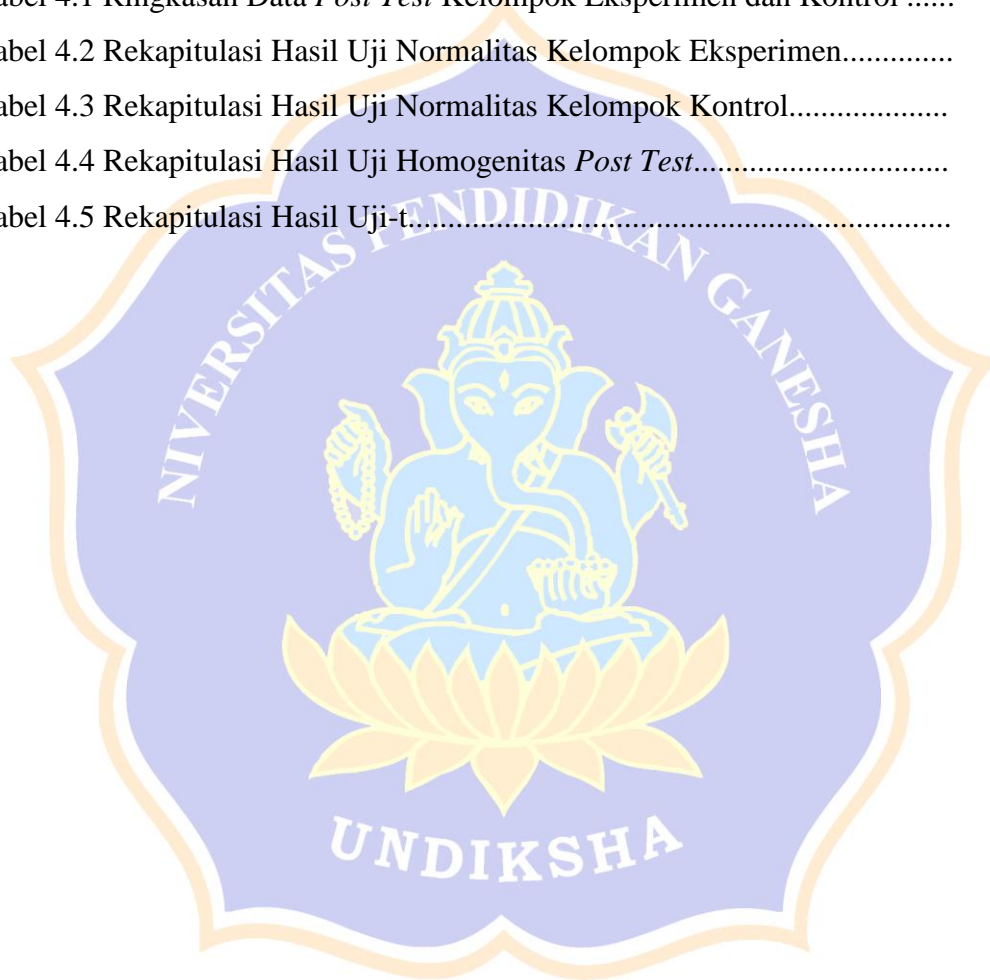 abel 4.1 Ringkasan Data Post Test Kelompok Eksperimen dan Kontrol ......
abel 4.2 Rekapitulasi Hasil Uji Normalitas Kelompok Eksperimen..............
abel 4.3 Rekapitulasi Hasil Uji Normalitas Kelompok Kontrol....................
abel 4.4 Rekapitulasi Hasil Uji Homogenitas Post Test................................
abel 4.5 Rekapitulasi Hasil Uji-t....................................................................
NIVERSITAS PENDIDIKAN GANESHA
UNDIKSHA